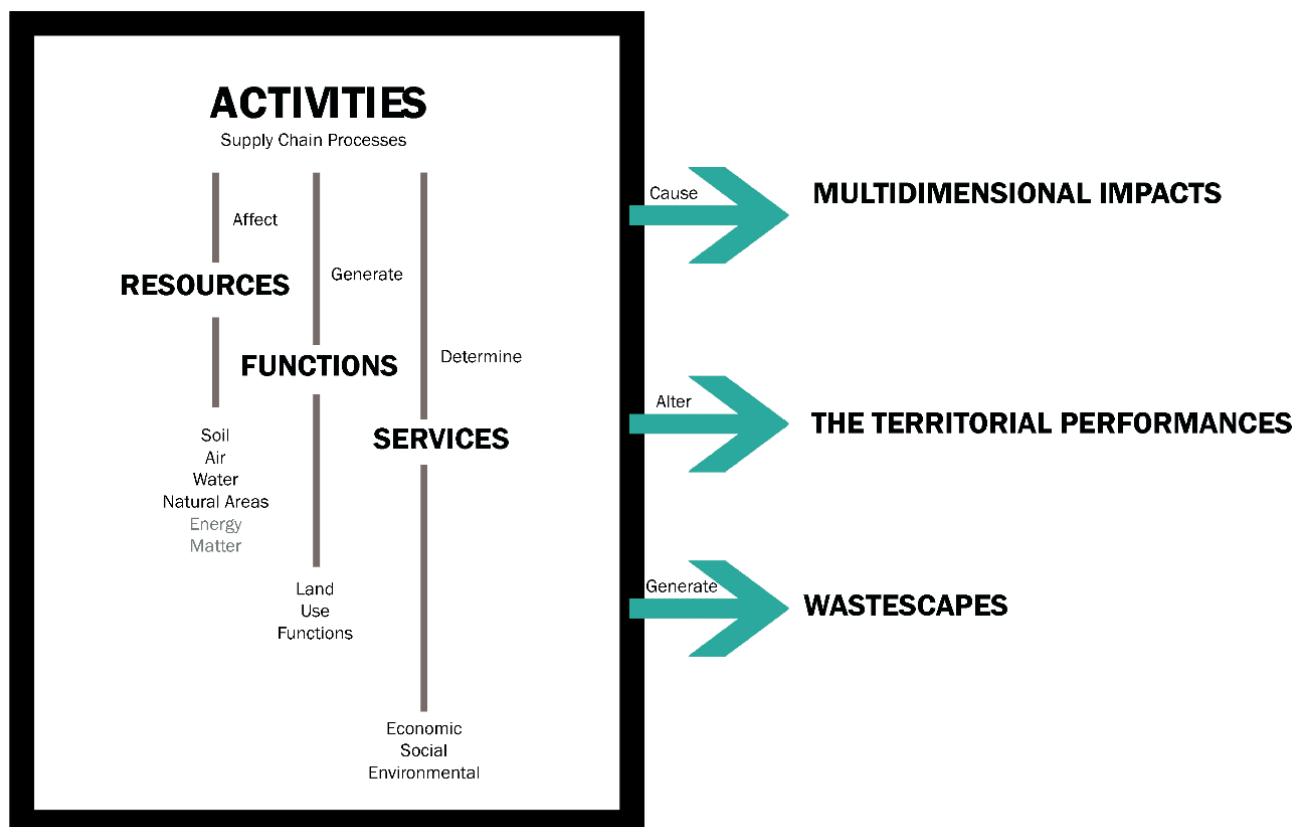 ACTIVITIES
Supply Chain Processes
Affect
RESOURCES
Generate
FUNCTIONS
Determine
SERVICES
Soil
Air
Water
Natural Areas
Energy
Matter
Land
Use
Functions
Economic
Social
Environmental
Cause
MULTIDIMENSIONAL IMPACTS
Alter
THE TERRITORIAL PERFORMANCES
Generate
WASTESCAPES